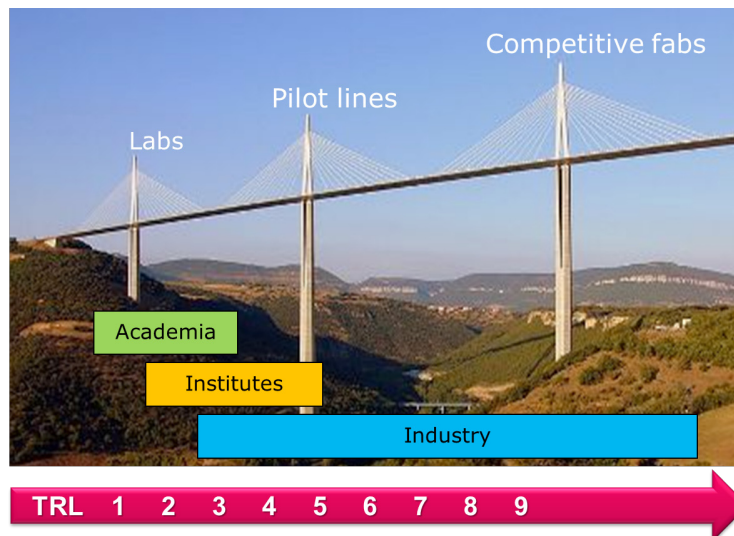 Competitive fabs
Pilot lines
Labs
Academia
Institutes
Industry
TRL 1 2 3 4 5 6 7 8 9